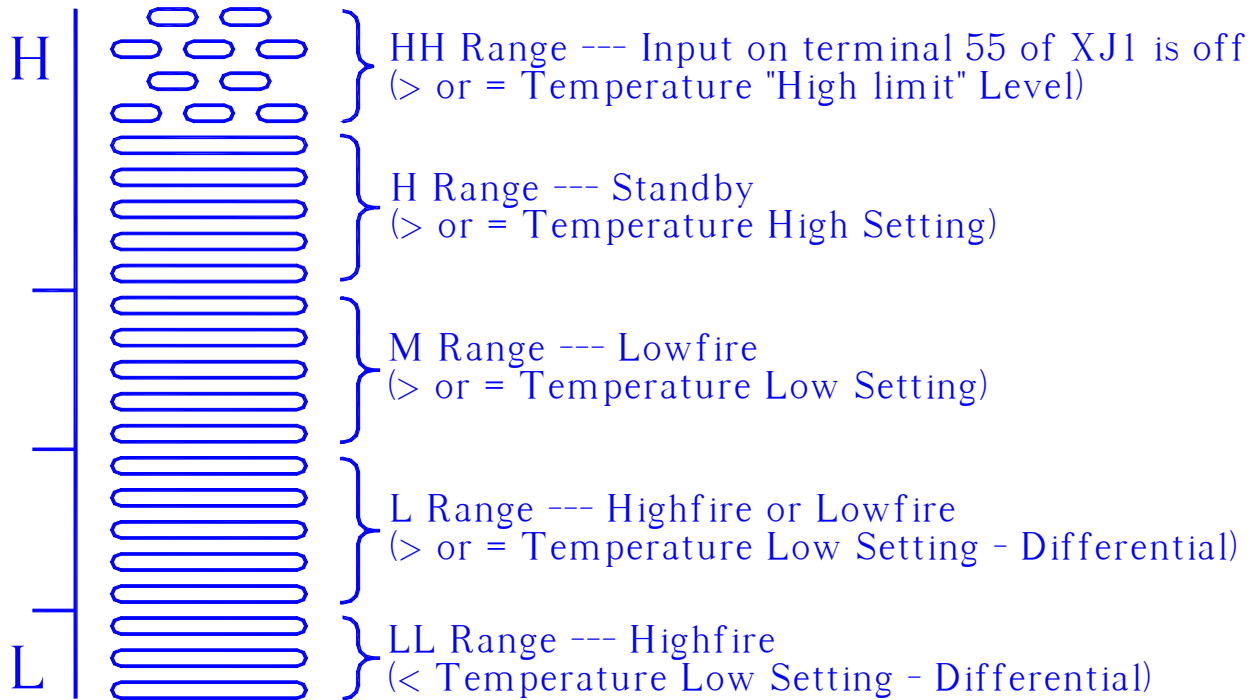 H
HH Range --- Input on terminal 55 of XJ1 is off
(> or = Temperature "High limit" Level)
H Range --- Standby
(> or = Temperature High Setting)
M Range --- Lowfire
(> or = Temperature Low Setting)
L Range --- Highfire or Lowfire
(> or = Temperature Low Setting - Differential)
L
LL Range --- Highfire
(< Temperature Low Setting - Differential)